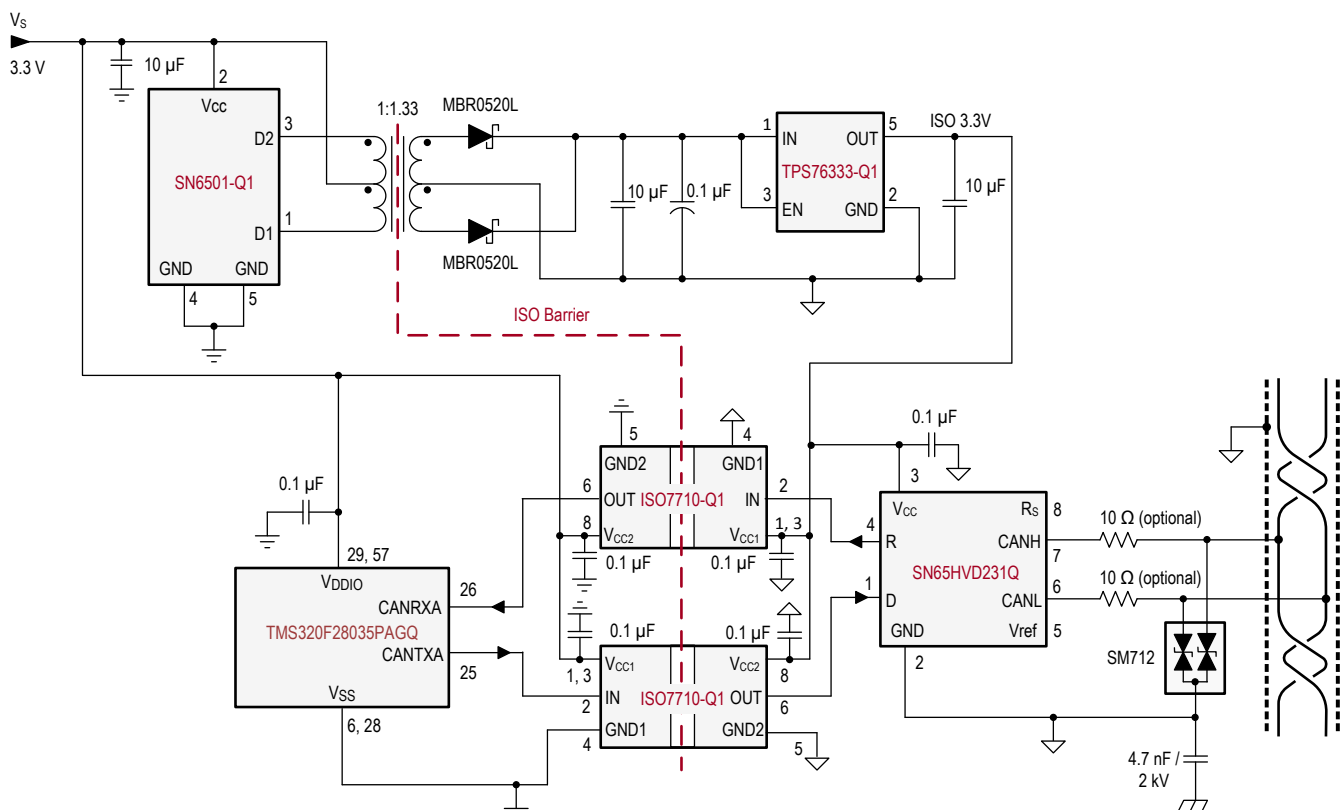 VS
3.3 V
10 µF
2
Vcc
D2
3
SN6501-Q1
D1
1
GND
GND
4
5
1:1.33
MBR0520L
MBR0520L
10 µF
0.1 µF
1
IN
OUT
5
TPS76333-Q1
3
EN
GND
2
ISO 3.3V
10 µF
ISO Barrier
5
GND2
6
OUT
8
VCC2
0.1 µF
ISO7710-Q1
4
GND1
IN
2
VCC1
1, 3
0.1 µF
0.1 µF
29, 57
VDDIO
CANRXA
26
TMS320F28035PAGQ
CANTXA
25
VSS
6, 28
0.1 µF
VCC1
1, 3
IN
2
GND1
4
ISO7710-Q1
0.1 µF
VCC2
8
OUT
6
GND2
5
0.1 µF
3
VCC
RS
8
4
R
CANH
7
SN65HVD231Q
1
D
CANL
6
GND
Vref
5
2
10 Ω (optional)
10 Ω (optional)
SM712
4.7 nF /
2 kV